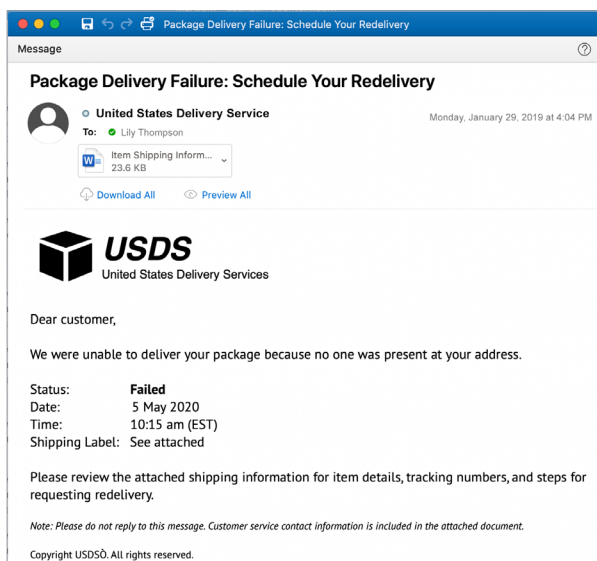 Package Delivery Failure: Schedule Your Redelivery
Message
Package Delivery Failure: Schedule Your Redelivery
United States Delivery Service
Monday, January 29, 2019 at 4:04 PM
To: Lily Thompson
Item Shipping Inform...
23.6 KB
Download All Preview All
USDS
United States Delivery Services
Dear customer,
We were unable to deliver your package because no one was present at your address.
Status: Failed
Date: 5 May 2020
Time: 10:15 am (EST)
Shipping Label: See attached
Please review the attached shipping information for item details, tracking numbers, and steps for
requesting redelivery.
Note: Please do not reply to this message. Customer service contact information is included in the attached document.
Copyright USDSÒ. All rights reserved.